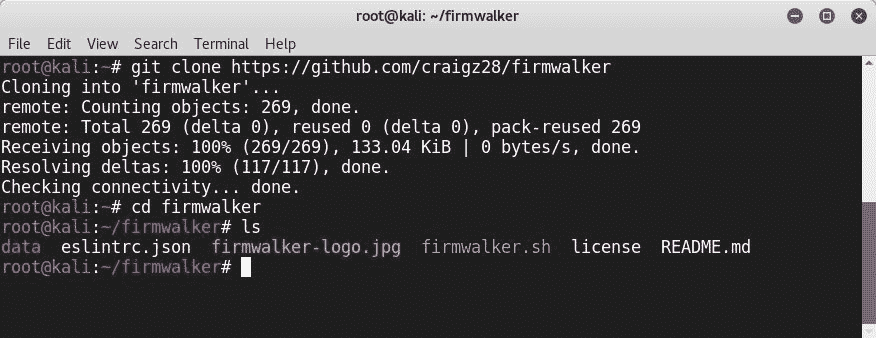 root@kali: ~/firmwalker
File Edit View Search Terminal Help
root@kali:~# git clone https://github.com/craigz28/firmwalker
Cloning into 'firmwalker'...
remote: Counting objects: 269, done.
remote: Total 269 (delta 0), reused 0 (delta 0), pack-reused 269
Receiving objects: 100% (269/269), 133.04 KiB | 0 bytes/s, done.
Resolving deltas: 100% (117/117), done.
Checking connectivity... done.
root@kali:~# cd firmwalker
root@kali:~/firmwalker# ls
data  eslintrc.json  firmwalker-logo.jpg  firmwalker.sh  license  README.md
root@kali:~/firmwalker#